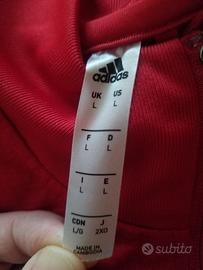 adidas
UK US
L L
F D
L L
I E
L L
CDN J
L/G 2XO
MADE IN
CAMBODIA
subito